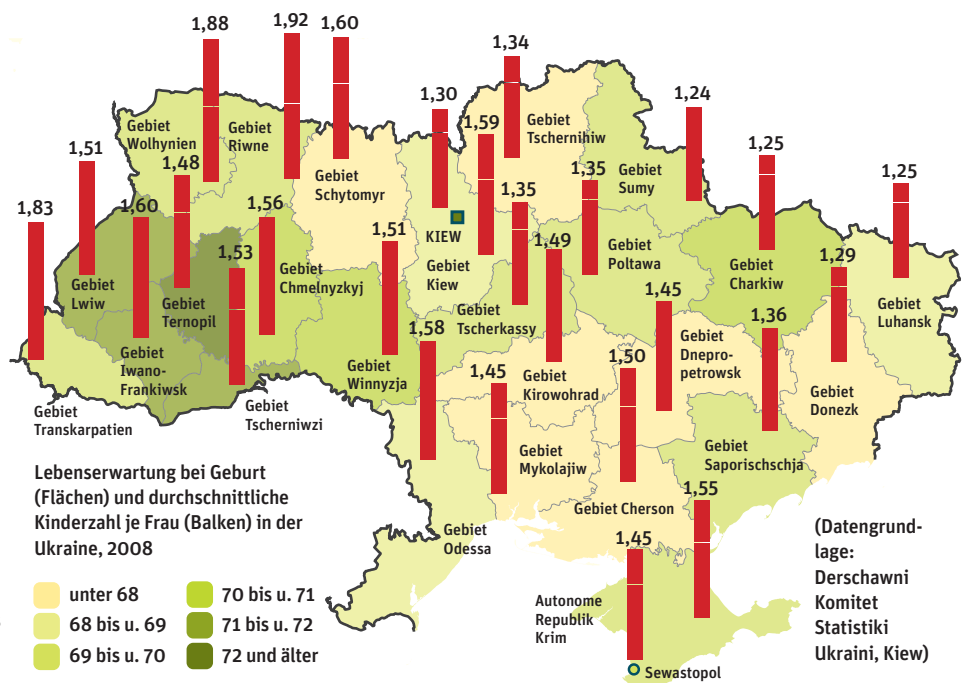 1,88
1,92
1,60
1,34
1,30
1,24
1,59
1,25
1,51
1,48
1,35
1,35
1,25
1,83
1,60
1,56
1,51
1,49
1,53
1,29
1,45
1,58
1,50
1,36
1,45
1,55
1,45
Gebiet
Wolhynien
Gebiet
Riwne
Gebiet
Schytomyr
Gebiet
Tschernihiw
Gebiet
Sumy
KIEW
Gebiet
Kiew
Gebiet
Poltawa
Gebiet
Charkiw
Gebiet
Luhansk
Gebiet
Lwiw
Gebiet
Ternopil
Gebiet
Chmelnyzkyj
Gebiet
Tscherkassy
Gebiet
Iwano-
Frankiwsk
Gebiet
Winnyzja
Gebiet
Kirowohrad
Gebiet
Dnepro-
petrowsk
Gebiet
Donezk
Gebiet
Transkarpatien
Gebiet
Tscherniwzi
Gebiet
Mykolajiw
Gebiet
Saporischschja
Gebiet Cherson
Gebiet
Odessa
Autonome
Republik
Krim
Sewastopol
Lebenserwartung bei Geburt
(Flächen) und durchschnittliche
Kinderzahl je Frau (Balken) in der
Ukraine, 2008
unter 68
68 bis u. 69
69 bis u. 70
70 bis u. 71
71 bis u. 72
72 und älter
(Datengrund-
lage:
Derschawni
Komitet
Statistiki
Ukraini, Kiew)